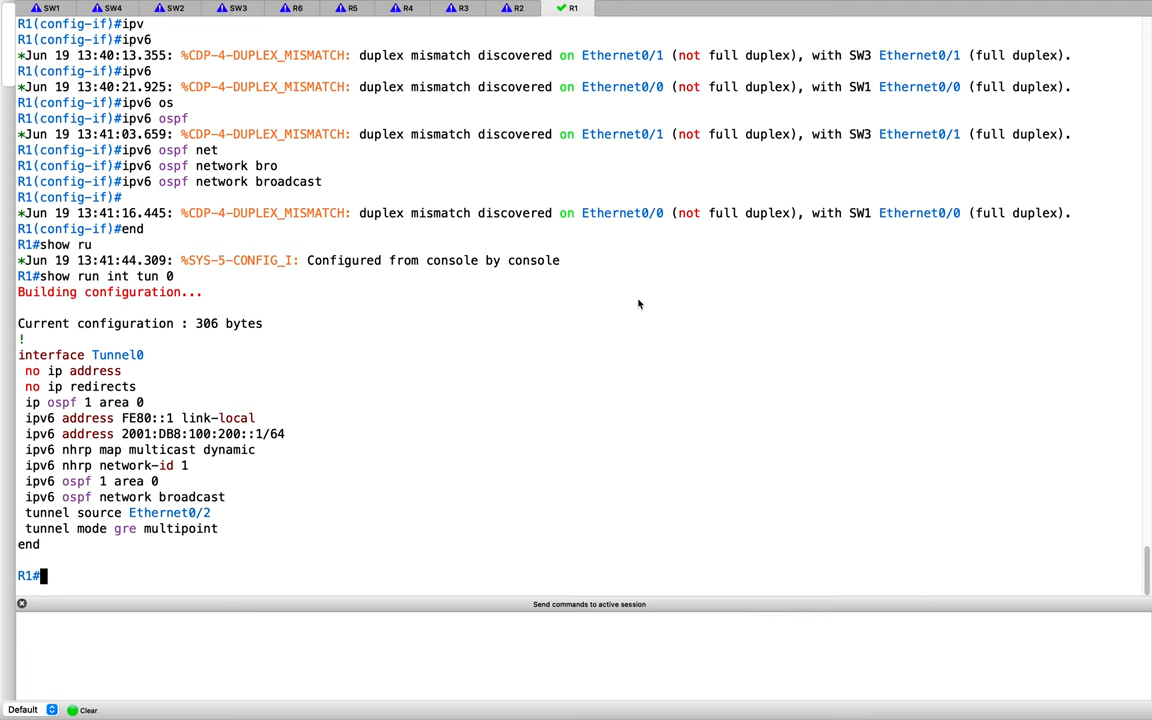 SW1 SW4 SW2 SW3 R6 R5 R4 R3 R2 R1
R1(config-if)#ipv
R1(config-if)#ipv6
*Jun 19 13:40:13.355: %CDP-4-DUPLEX_MISMATCH: duplex mismatch discovered on Ethernet0/1 (not full duplex), with SW3 Ethernet0/1 (full duplex).
R1(config-if)#ipv6
*Jun 19 13:40:21.925: %CDP-4-DUPLEX_MISMATCH: duplex mismatch discovered on Ethernet0/0 (not full duplex), with SW1 Ethernet0/0 (full duplex).
R1(config-if)#ipv6 os
R1(config-if)#ipv6 ospf
*Jun 19 13:41:03.659: %CDP-4-DUPLEX_MISMATCH: duplex mismatch discovered on Ethernet0/1 (not full duplex), with SW3 Ethernet0/1 (full duplex).
R1(config-if)#ipv6 ospf net
R1(config-if)#ipv6 ospf network bro
R1(config-if)#ipv6 ospf network broadcast
R1(config-if)#
*Jun 19 13:41:16.445: %CDP-4-DUPLEX_MISMATCH: duplex mismatch discovered on Ethernet0/0 (not full duplex), with SW1 Ethernet0/0 (full duplex).
R1(config-if)#end
R1#show ru
*Jun 19 13:41:44.309: %SYS-5-CONFIG_I: Configured from console by console
R1#show run int tun 0
Building configuration...
Current configuration : 306 bytes
!
interface Tunnel0
no ip address
no ip redirects
ip ospf 1 area 0
ipv6 address FE80::1 link-local
ipv6 address 2001:DB8:100:200::1/64
ipv6 nhrp map multicast dynamic
ipv6 nhrp network-id 1
ipv6 ospf 1 area 0
ipv6 ospf network broadcast
tunnel source Ethernet0/2
tunnel mode gre multipoint
end
R1#
Send commands to active session
Default Clear